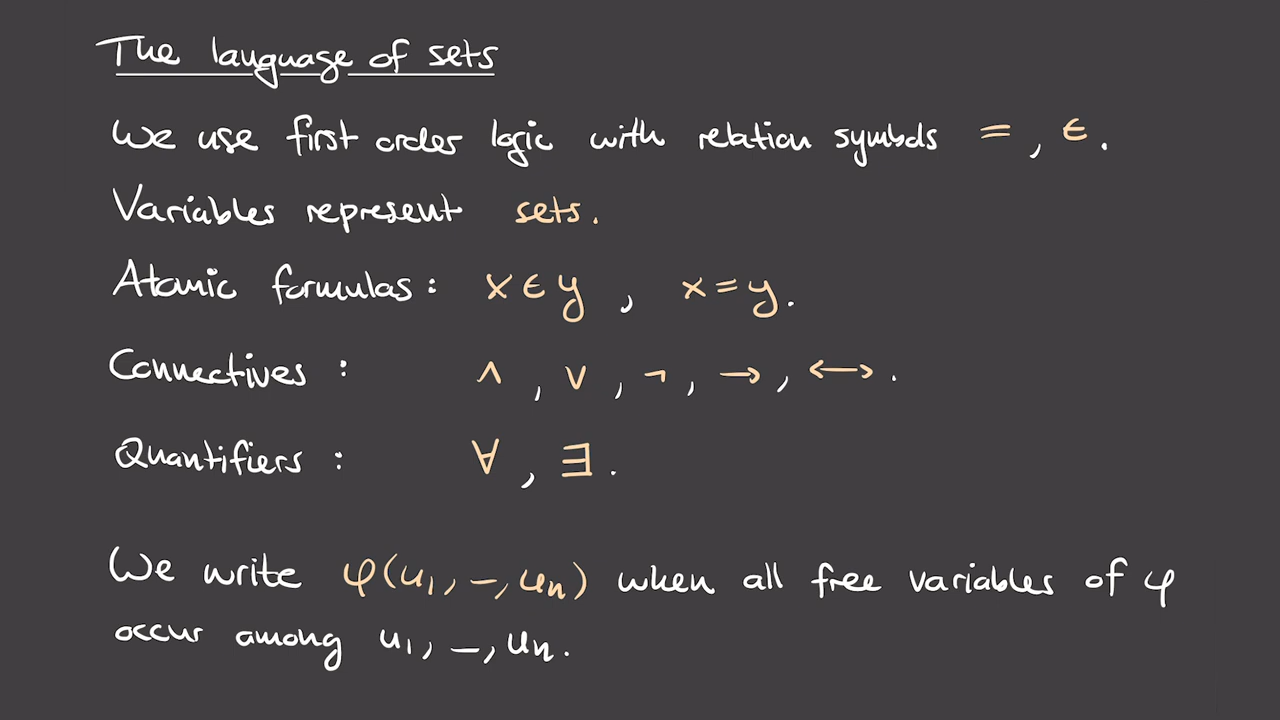 The language of sets
We use first order logic with relation symbols = , ∈ .
Variables represent sets.
Atomic formulas: x ∈ y , x = y .
Connectives : ∧ , ∨ , ¬ , → , ⟷ .
Quantifiers : ∀ , ∃ .
We write φ(u₁, –, uₙ) when all free variables of φ
occur among u₁, –, uₙ.